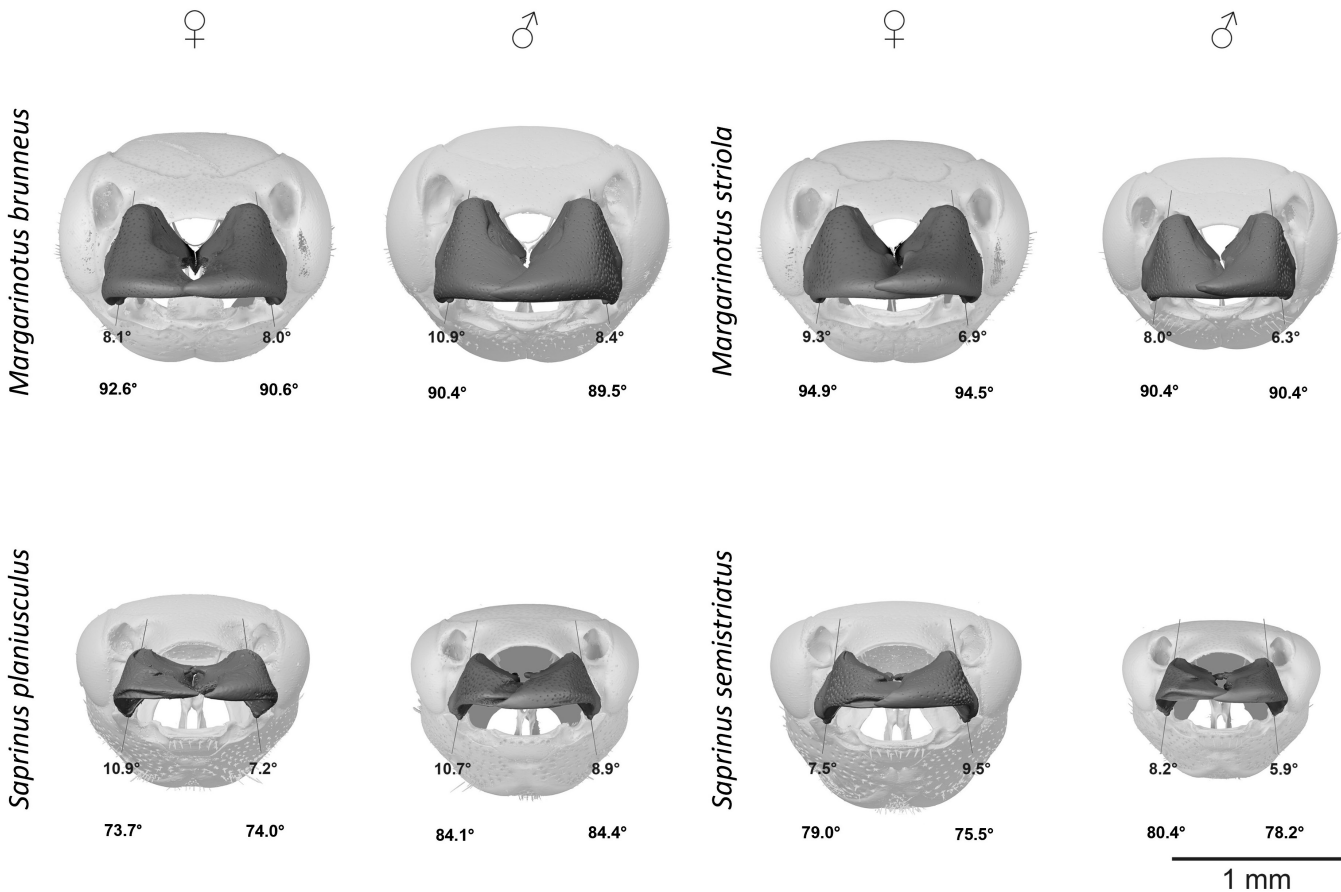 ♀ ♂ ♀ ♂
Margarinotus brunneus
Margarinotus striola
8.1° 8.0° 10.9° 8.4° 9.3° 6.9° 8.0° 6.3°
92.6° 90.6° 90.4° 89.5° 94.9° 94.5° 90.4° 90.4°
Saprinus planiusculus
Saprinus semistriatus
10.9° 7.2° 10.7° 8.9° 7.5° 9.5° 8.2° 5.9°
73.7° 74.0° 84.1° 84.4° 79.0° 75.5° 80.4° 78.2°
1 mm